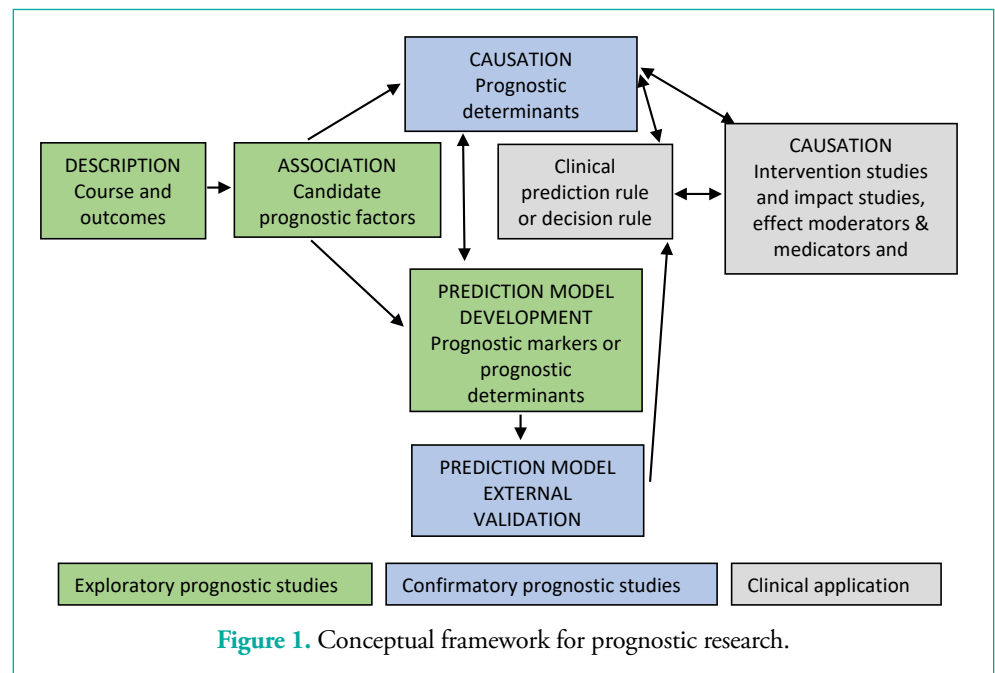 CAUSATION
Prognostic
determinants
DESCRIPTION
Course and
outcomes
ASSOCIATION
Candidate
prognostic factors
Clinical
prediction rule
or decision rule
CAUSATION
Intervention studies
and impact studies,
effect moderators &
medicators and
PREDICTION MODEL
DEVELOPMENT
Prognostic markers or
prognostic
determinants
PREDICTION MODEL
EXTERNAL
VALIDATION
Exploratory prognostic studies
Confirmatory prognostic studies
Clinical application
Figure 1. Conceptual framework for prognostic research.